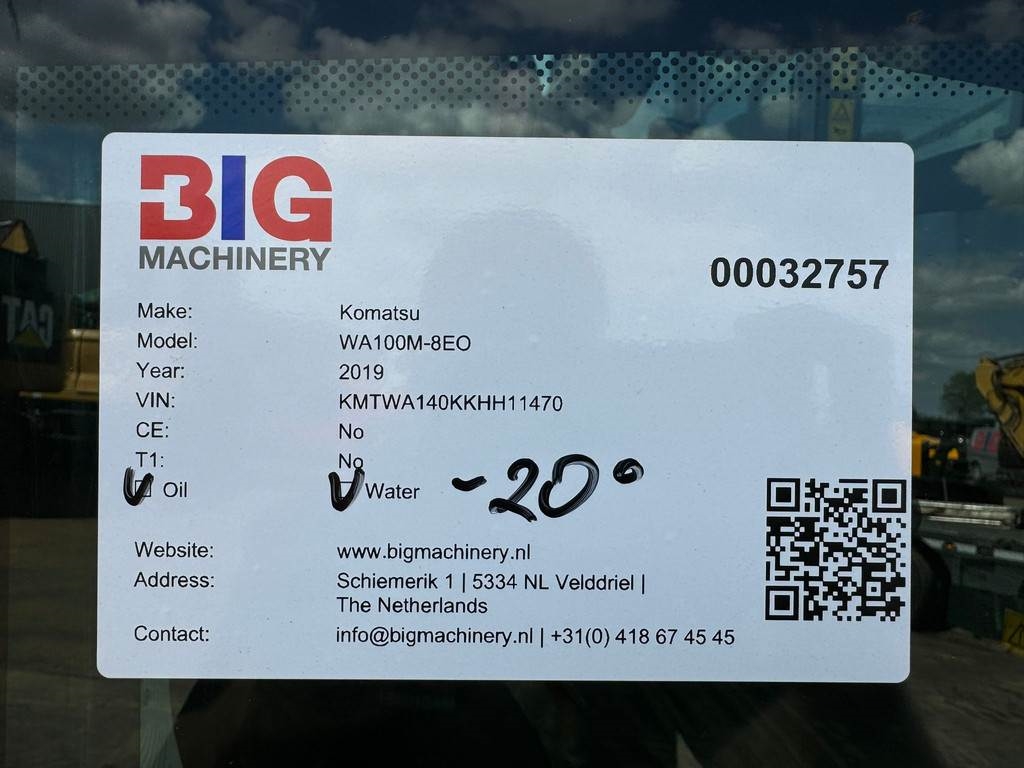 BIG
MACHINERY
00032757
Make: Komatsu
Model: WA100M-8EO
Year: 2019
VIN: KMTWA140KKHH11470
CE: No
T1: No
Oil Water -20°
Website: www.bigmachinery.nl
Address: Schiemerik 1 | 5334 NL Velddriel |
The Netherlands
Contact: info@bigmachinery.nl | +31(0) 418 67 45 45
CAT